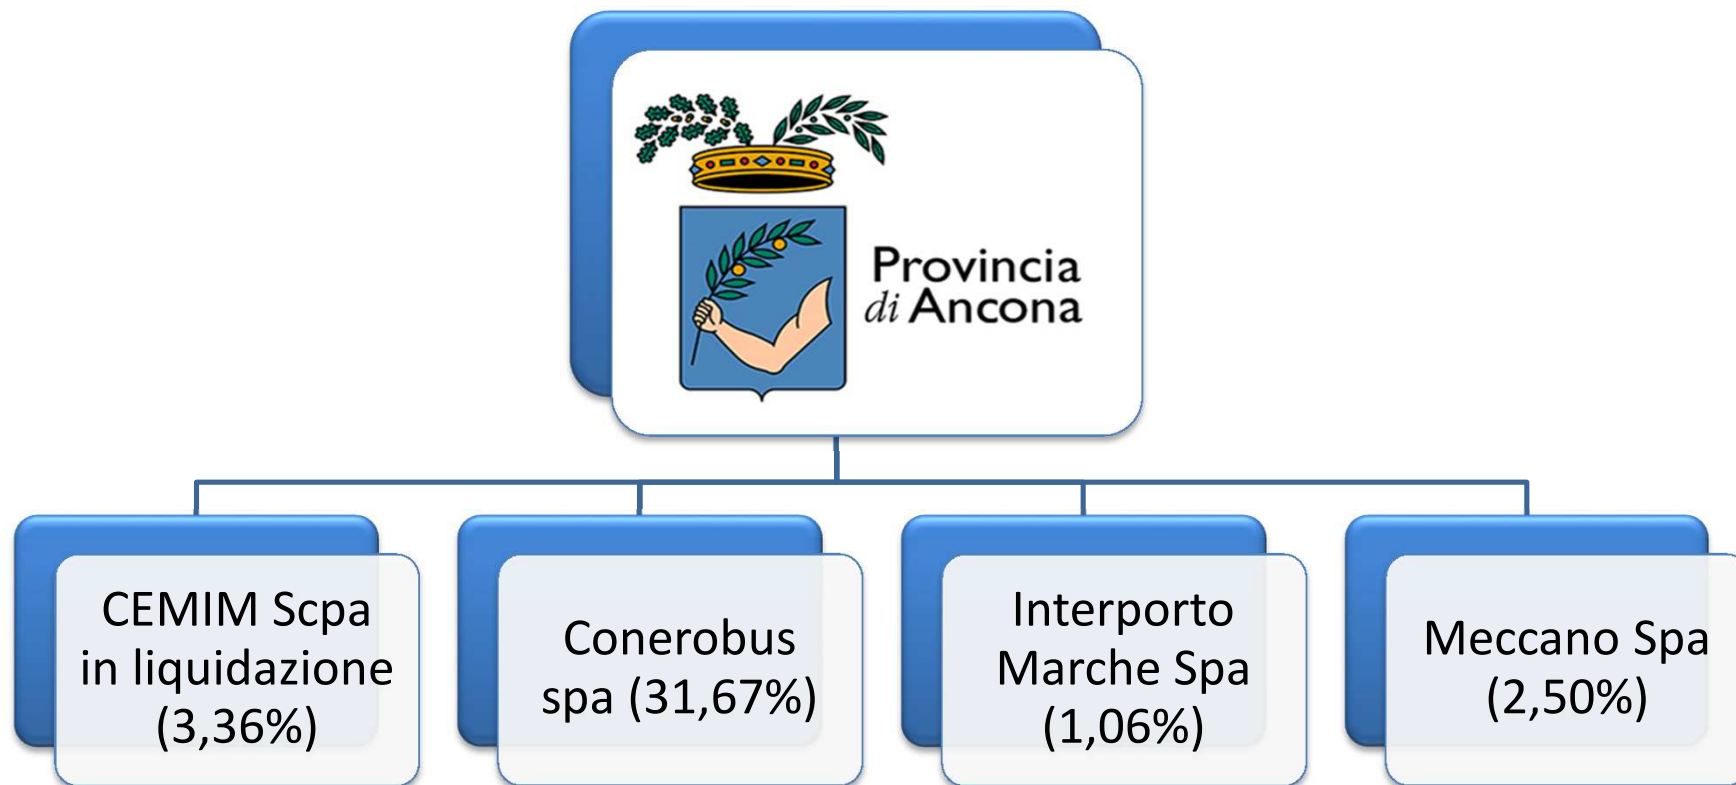 Provincia
di Ancona
CEMIM Scpa
in liquidazione
(3,36%)
Conerobus
spa (31,67%)
Interporto
Marche Spa
(1,06%)
Meccano Spa
(2,50%)